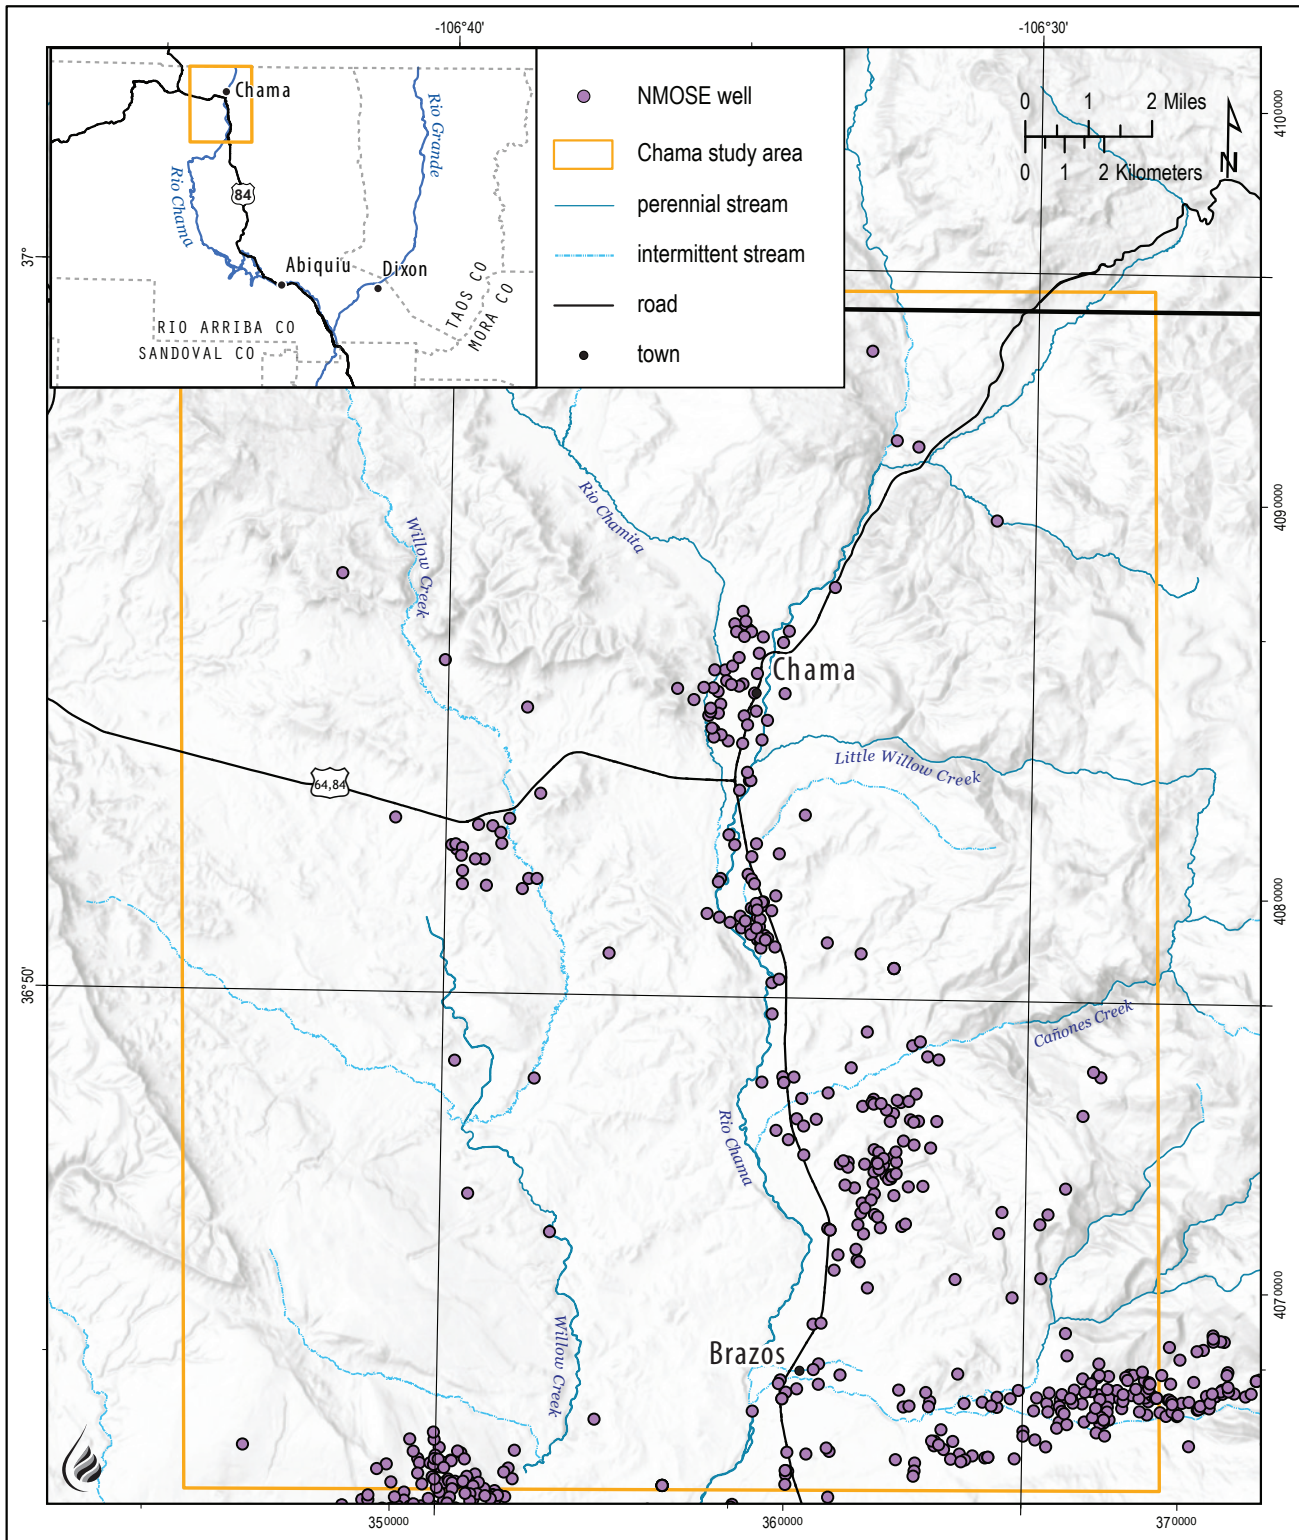 -106°40'
-106°30'
Chama
Rio Grande
Rio Chama
84
Abiquiu
Dixon
TAOS CO
MORA CO
RIO ARRIBA CO
SANDOVAL CO
NMOSE well
Chama study area
perennial stream
intermittent stream
road
town
0 1 2 Miles
0 1 2 Kilometers
N
4100000
37°
4090000
Rio Chamita
Willow Creek
Chama
Little Willow Creek
64,84
4080000
36°50'
Cañones Creek
Rio Chama
4070000
Willow Creek
Brazos
350000
360000
370000